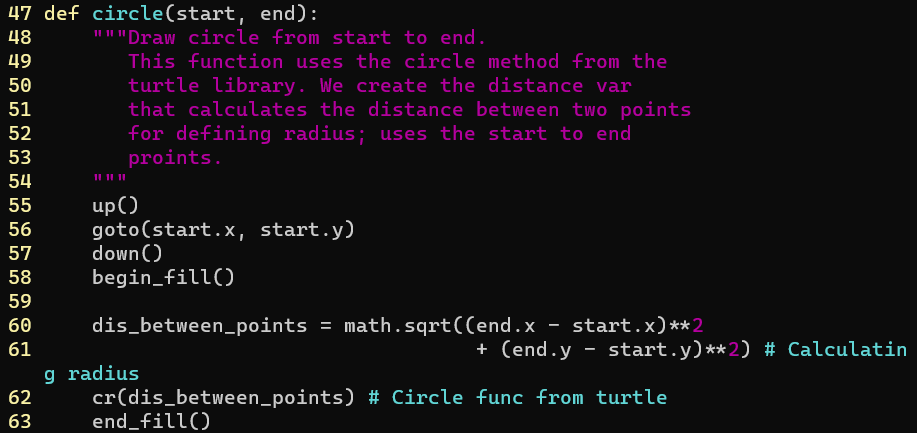 47 def circle(start, end):
48     """Draw circle from start to end.
49        This function uses the circle method from the
50        turtle library. We create the distance var
51        that calculates the distance between two points
52        for defining radius; uses the start to end
53        proints.
54     """
55     up()
56     goto(start.x, start.y)
57     down()
58     begin_fill()
59
60     dis_between_points = math.sqrt((end.x - start.x)**2
61                                     + (end.y - start.y)**2) # Calculatin
   g radius
62     cr(dis_between_points) # Circle func from turtle
63     end_fill()